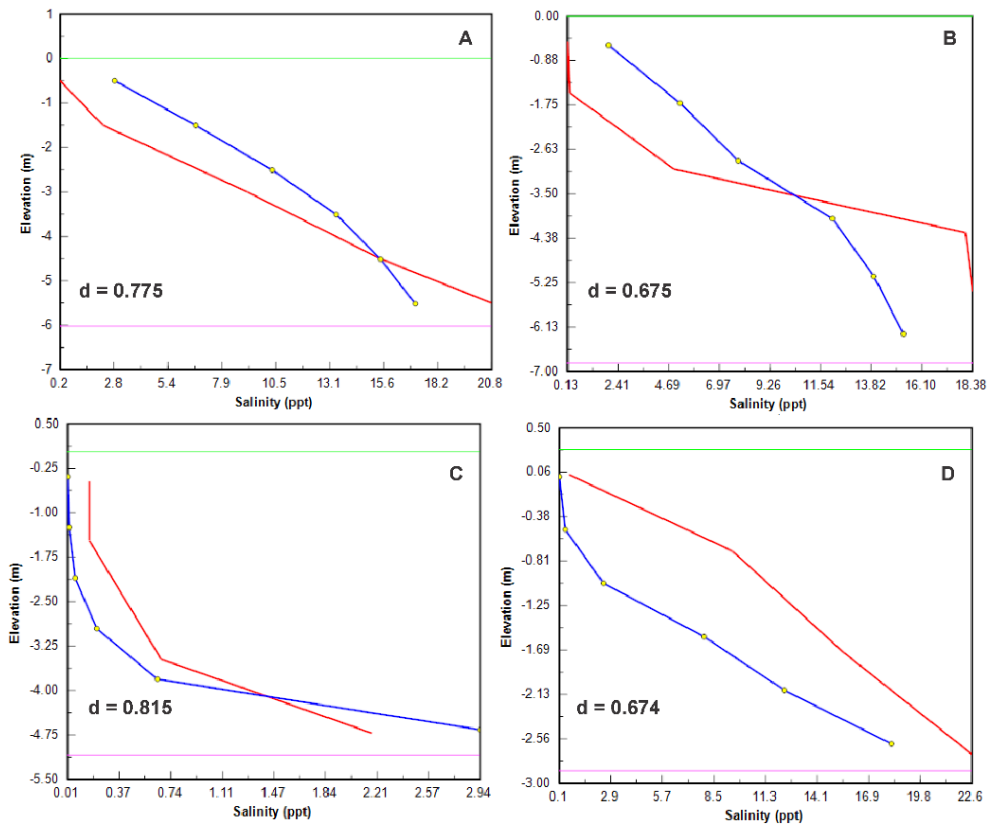 A
1
0
-1
-2
-3
-4
-5
-6
-7
Elevation (m)
d = 0.775
0.2 2.8 5.4 7.9 10.5 13.1 15.6 18.2 20.8
Salinity (ppt)
B
0.00
-0.88
-1.75
-2.63
-3.50
-4.38
-5.25
-6.13
-7.00
Elevation (m)
d = 0.675
0.13 2.41 4.69 6.97 9.26 11.54 13.82 16.10 18.38
Salinity (ppt)
C
0.50
-0.25
-1.00
-1.75
-2.50
-3.25
-4.00
-4.75
-5.50
Elevation (m)
d = 0.815
0.01 0.37 0.74 1.11 1.47 1.84 2.21 2.57 2.94
Salinity (ppt)
D
0.50
0.06
-0.38
-0.81
-1.25
-1.69
-2.13
-2.56
-3.00
Elevation (m)
d = 0.674
0.1 2.9 5.7 8.5 11.3 14.1 16.9 19.8 22.6
Salinity (ppt)